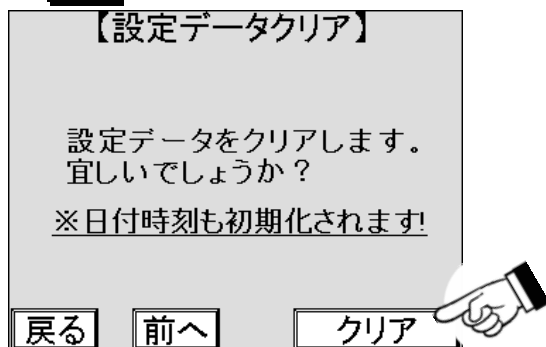 【設定データクリア】
設定データをクリアします。
宜しいでしょうか？
※日付時刻も初期化されます!
戻る 前へ クリア